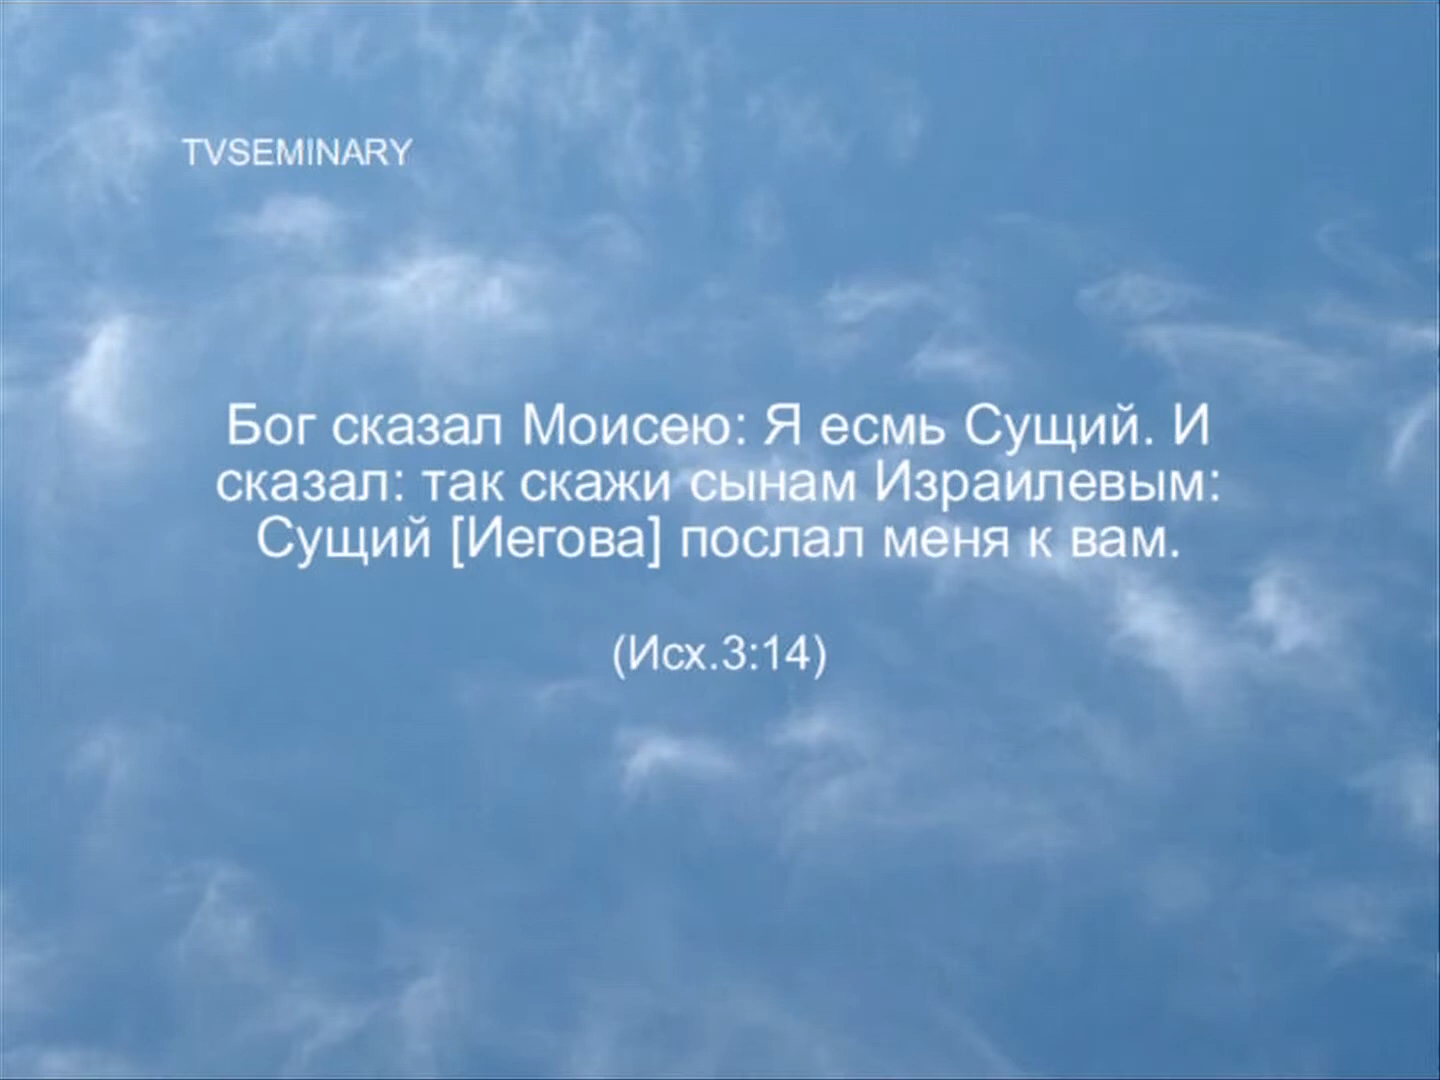 TVSEMINARY
Бог сказал Моисею: Я есмь Сущий. И
сказал: так скажи сынам Израилевым:
Сущий [Иегова] послал меня к вам.
(Исх.3:14)